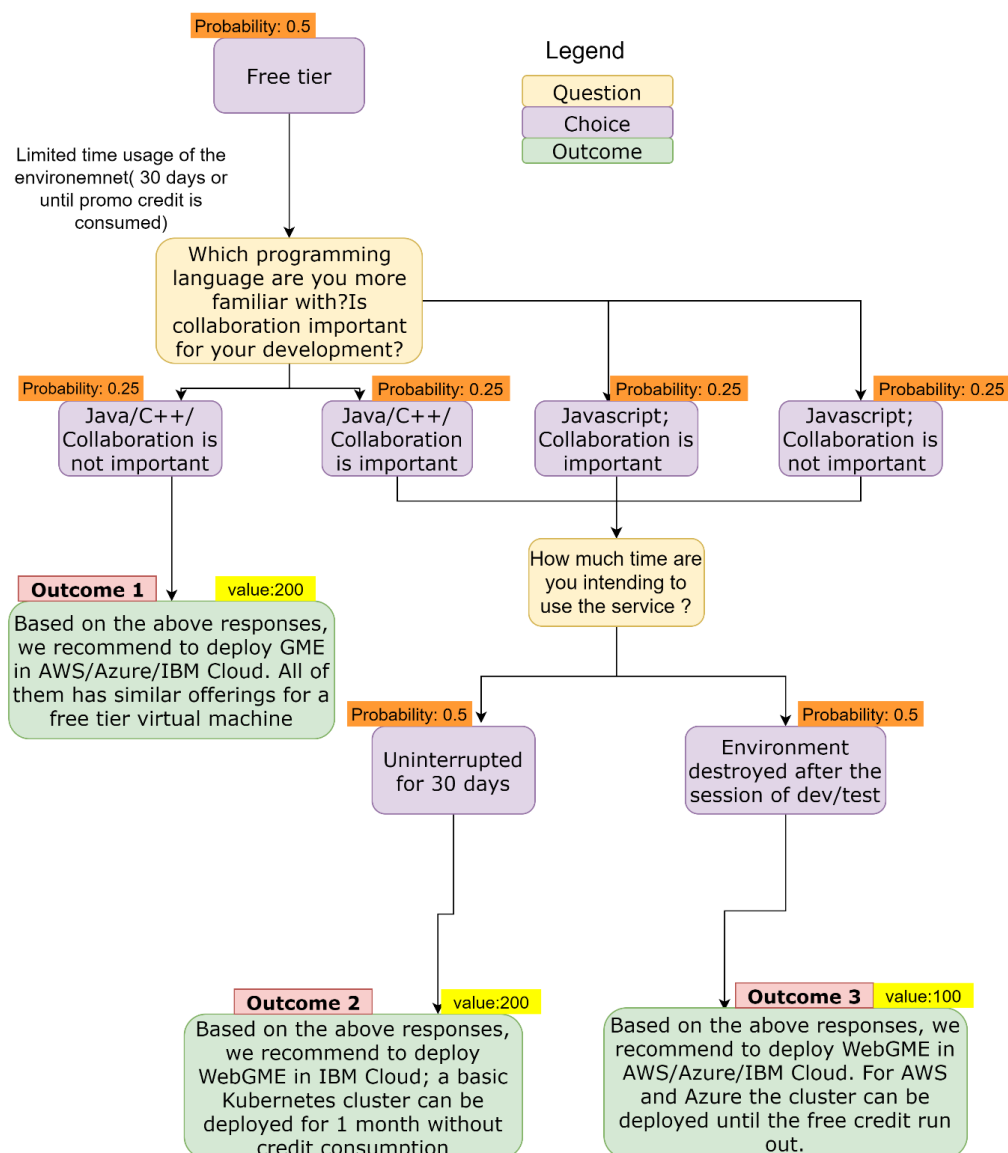 Probability: 0.5
Free tier
Legend
Question
Choice
Outcome
Limited time usage of the
environemnet( 30 days or
until promo credit is
consumed)
Which programming
language are you more
familiar with?Is
collaboration important
for your development?
Probability: 0.25
Java/C++/
Collaboration is
not important
Probability: 0.25
Java/C++/
Collaboration
is important
Probability: 0.25
Javascript;
Collaboration is
important
Probability: 0.25
Javascript;
Collaboration is
not important
How much time are
you intending to
use the service ?
Outcome 1
value:200
Based on the above responses,
we recommend to deploy GME
in AWS/Azure/IBM Cloud. All of
them has similar offerings for a
free tier virtual machine
Probability: 0.5
Uninterrupted
for 30 days
Probability: 0.5
Environment
destroyed after the
session of dev/test
Outcome 2
value:200
Based on the above responses,
we recommend to deploy
WebGME in IBM Cloud; a basic
Kubernetes cluster can be
deployed for 1 month without
credit consumption
Outcome 3
value:100
Based on the above responses, we
recommend to deploy WebGME in
AWS/Azure/IBM Cloud. For AWS
and Azure the cluster can be
deployed until the free credit run
out.